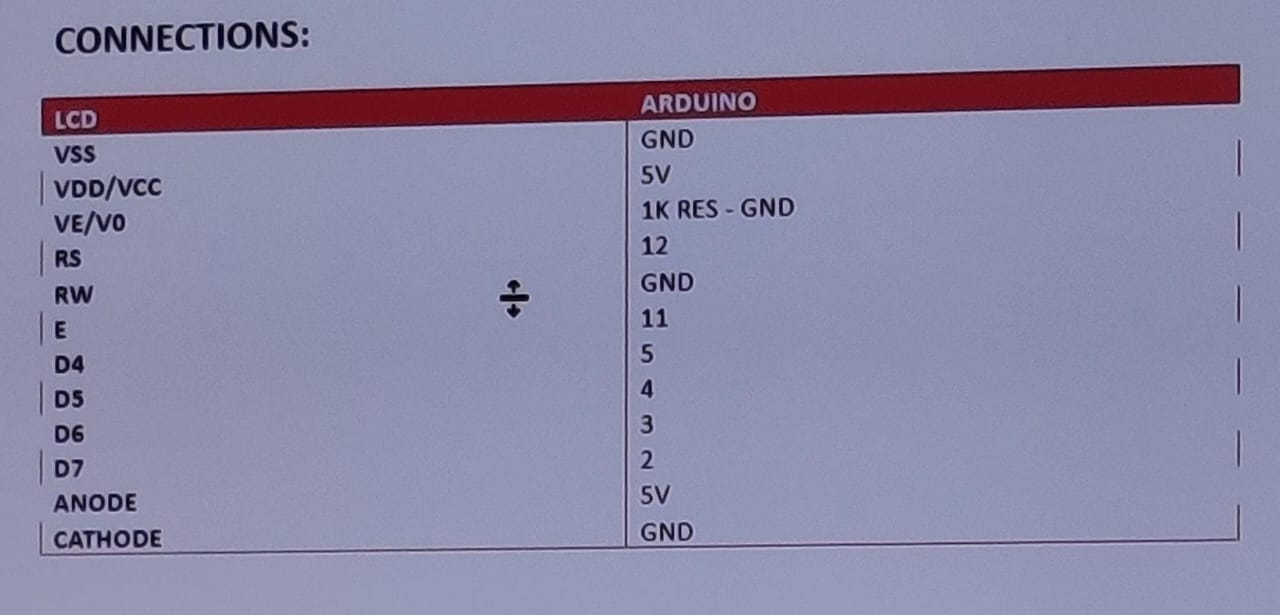 CONNECTIONS:
LCD ARDUINO
VSS GND
VDD/VCC 5V
VE/V0 1K RES - GND
RS 12
RW GND
E 11
D4 5
D5 4
D6 3
D7 2
ANODE 5V
CATHODE GND